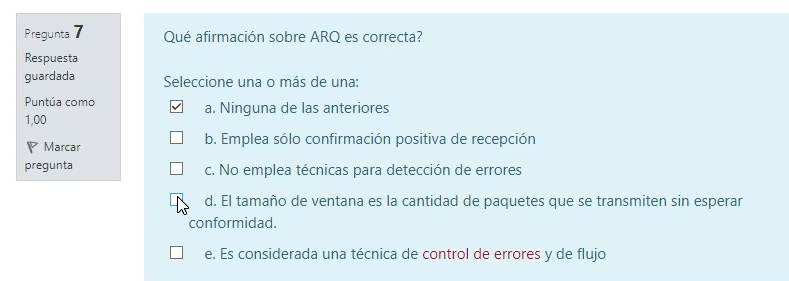 Pregunta 7
Respuesta
guardada
Puntúa como
1,00
Marcar
pregunta
Qué afirmación sobre ARQ es correcta?
Seleccione una o más de una:
a. Ninguna de las anteriores
b. Emplea sólo confirmación positiva de recepción
c. No emplea técnicas para detección de errores
d. El tamaño de ventana es la cantidad de paquetes que se transmiten sin esperar
conformidad.
e. Es considerada una técnica de control de errores y de flujo